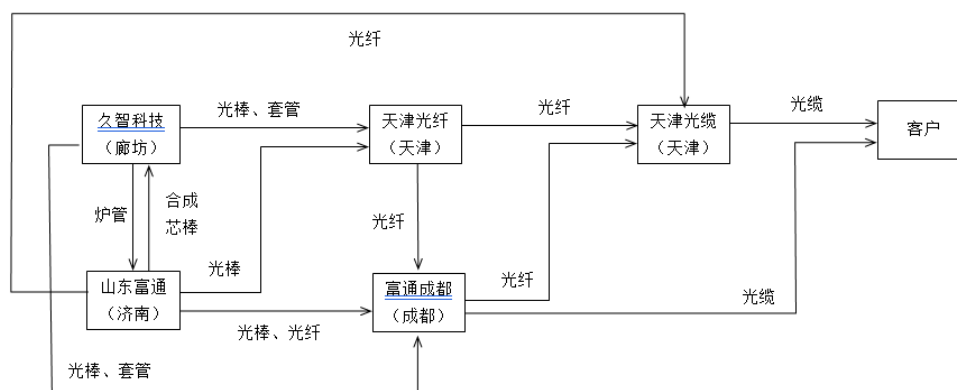 光纤
久智科技
（廊坊）
光棒、套管
天津光纤
（天津）
光纤
天津光缆
（天津）
光缆
客户
炉管
合成
芯棒
光棒
光纤
山东富通
（济南）
富通成都
（成都）
光纤
光缆
光棒、光纤
光棒、套管